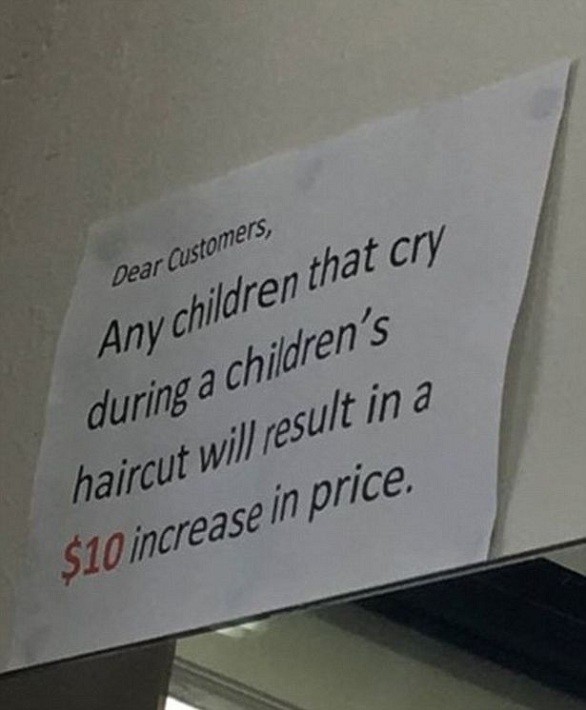 Dear Customers,
Any children that cry
during a children's
haircut will result in a
$10 increase in price.